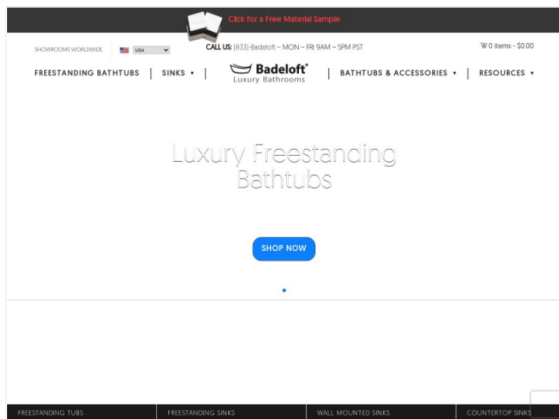 Click for a Free Material Sample
SHOWROOMS WORLDWIDE
USA
CALL US: (833)-Badeloft - MON - FRI 9AM - 5PM PST
0 items - $0.00
FREESTANDING BATHTUBS | SINKS ▾ |
Badeloft®
Luxury Bathrooms
| BATHTUBS & ACCESSORIES ▾ | RESOURCES ▾
Luxury Freestanding
Bathtubs
SHOP NOW
FREESTANDING TUBS
FREESTANDING SINKS
WALL MOUNTED SINKS
COUNTERTOP SINKS